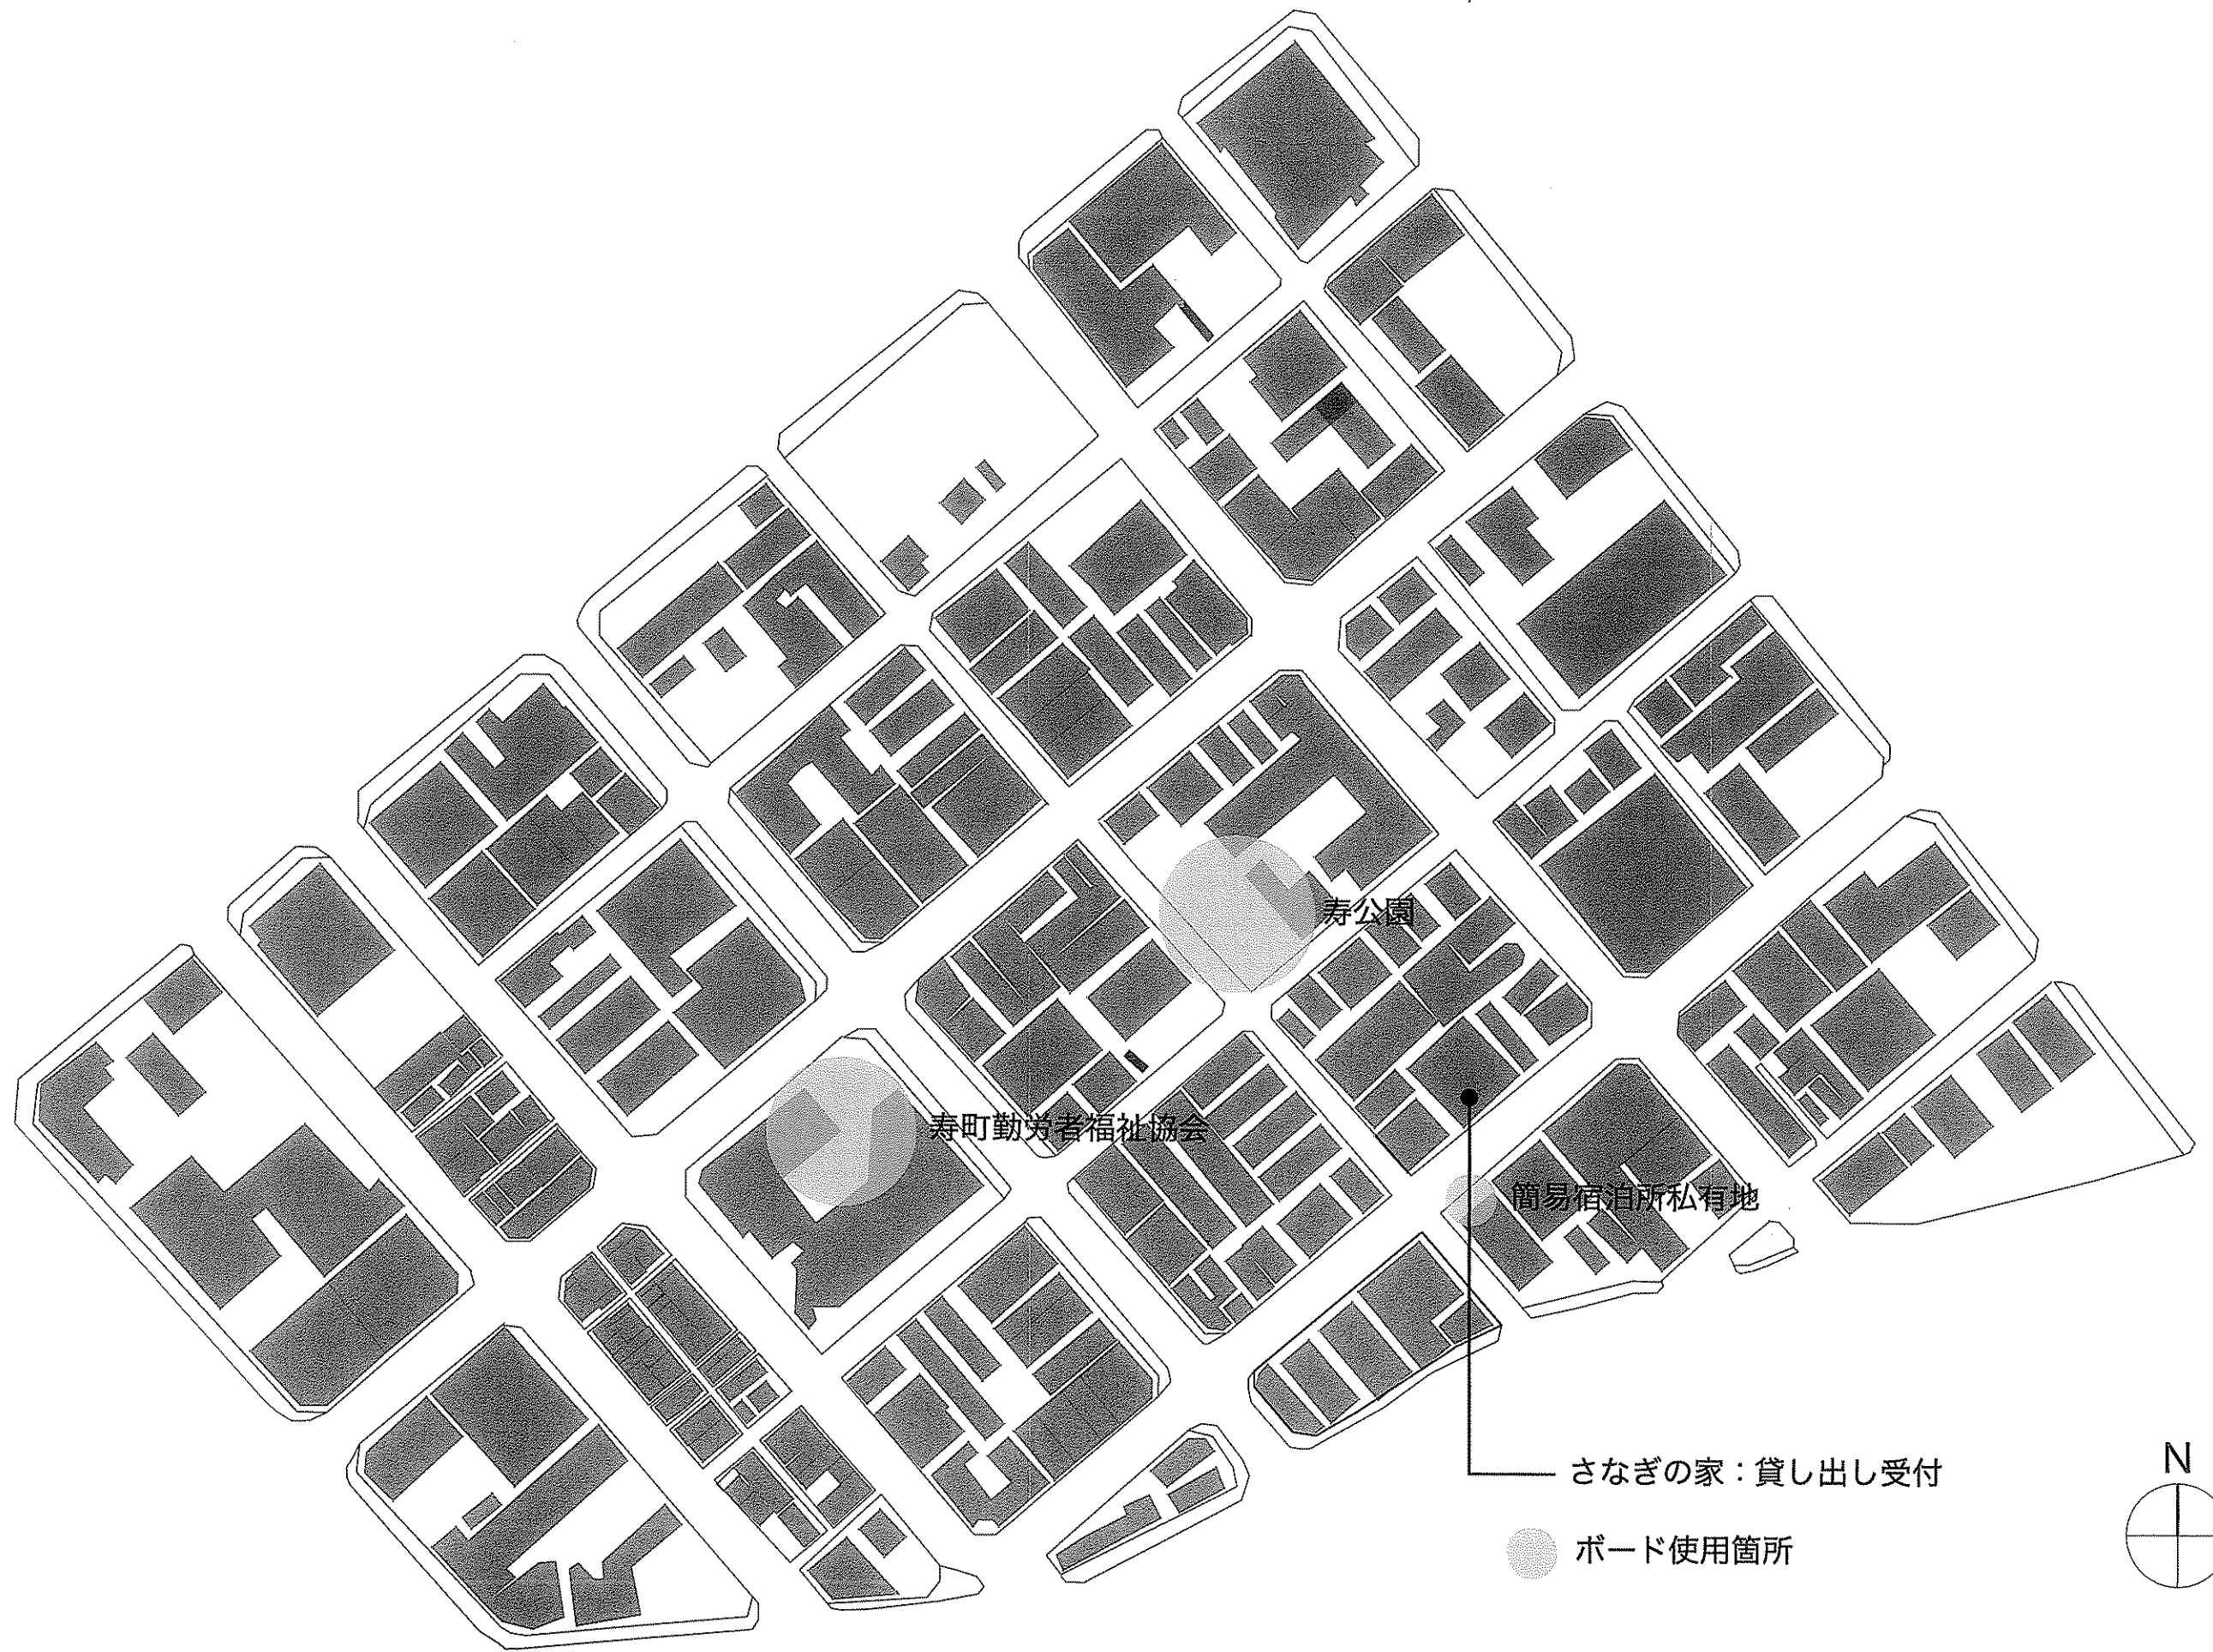 寿公園
寿町勤労者福祉協会
簡易宿泊所私有地
さなぎの家：貸し出し受付
N
ボード使用箇所